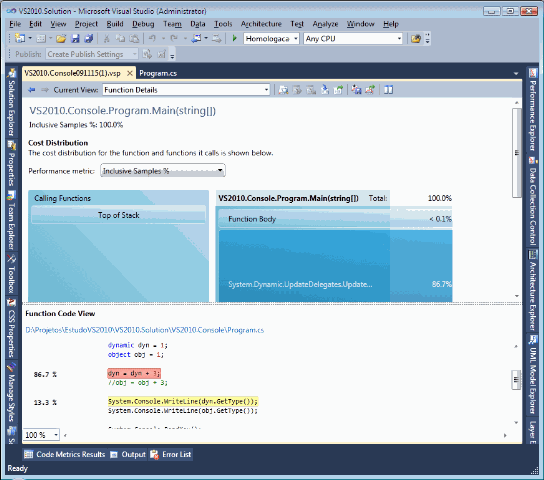 VS2010.Solution - Microsoft Visual Studio (Administrator)
File Edit View Project Build Debug Team Data Tools Architecture Test Analyze Window Help
Homologaca Any CPU
Publish: Create Publish Settings
VS2010.Console091115(1).vsp Program.cs
Current View: Function Details
VS2010.Console.Program.Main(string[])
Inclusive Samples %: 100.0%
Cost Distribution
The cost distribution for the function and functions it calls is shown below.
Performance metric: Inclusive Samples %
Calling Functions
Top of Stack
VS2010.Console.Program.Main(string[]) Total: 100.0%
Function Body < 0.1%
System.Dynamic.UpdateDelegates.Update... 86.7%
Function Code View
D:\Projetos\EstudoVS2010\VS2010.Solution\VS2010.Console\Program.cs
dynamic dyn = 1;
object obj = 1;
86.7 % dyn = dyn + 3;
//obj = obj + 3;
13.3 % System.Console.WriteLine(dyn.GetType());
System.Console.WriteLine(obj.GetType());
100 %
Code Metrics Results Output Error List
Ready
Solution Explorer
Properties
Team Explorer
Toolbox
CSS Properties
Manage Styles
Performance Explorer
Data Collection Control
Architecture Explorer
UML Model Explorer